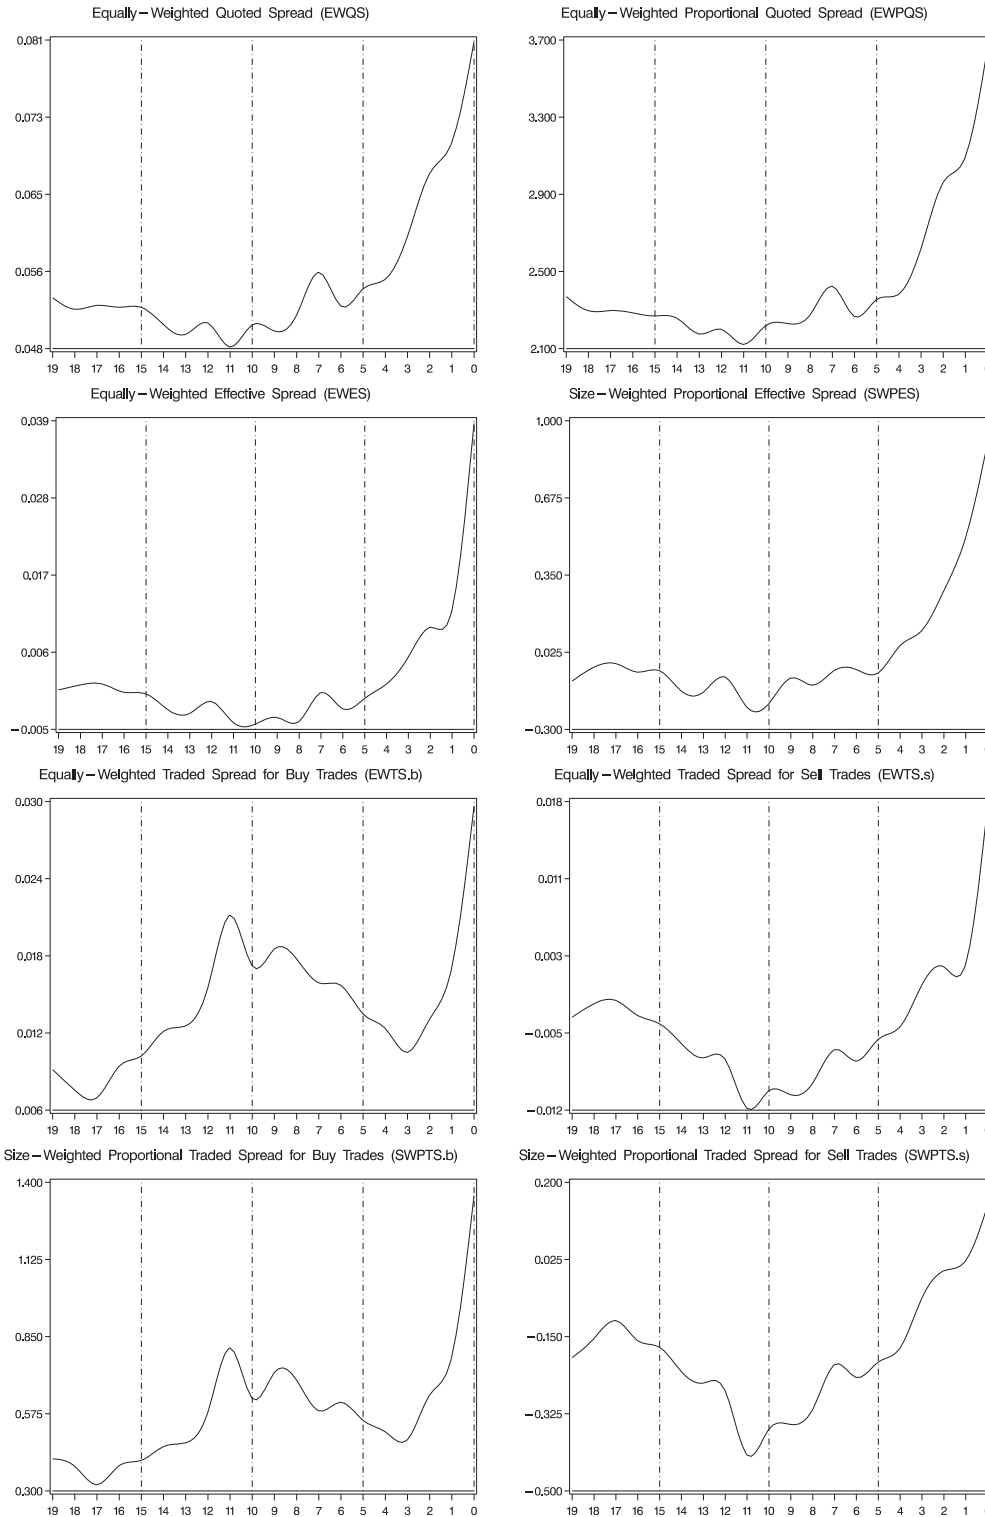 Equally–Weighted Quoted Spread (EWQS)
0.081
0.073
0.065
0.056
0.048
19 18 17 16 15 14 13 12 11 10 9 8 7 6 5 4 3 2 1 0
Equally–Weighted Proportional Quoted Spread (EWPQS)
3.700
3.300
2.900
2.500
2.100
19 18 17 16 15 14 13 12 11 10 9 8 7 6 5 4 3 2 1 0
Equally–Weighted Effective Spread (EWES)
0.039
0.028
0.017
0.006
−0.005
19 18 17 16 15 14 13 12 11 10 9 8 7 6 5 4 3 2 1 0
Size–Weighted Proportional Effective Spread (SWPES)
1.000
0.675
0.350
0.025
−0.300
19 18 17 16 15 14 13 12 11 10 9 8 7 6 5 4 3 2 1 0
Equally–Weighted Traded Spread for Buy Trades (EWTS.b)
0.030
0.024
0.018
0.012
0.006
19 18 17 16 15 14 13 12 11 10 9 8 7 6 5 4 3 2 1 0
Equally–Weighted Traded Spread for Sell Trades (EWTS.s)
0.018
0.011
0.003
−0.005
−0.012
19 18 17 16 15 14 13 12 11 10 9 8 7 6 5 4 3 2 1 0
Size–Weighted Proportional Traded Spread for Buy Trades (SWPTS.b)
1.400
1.125
0.850
0.575
0.300
19 18 17 16 15 14 13 12 11 10 9 8 7 6 5 4 3 2 1 0
Size–Weighted Proportional Traded Spread for Sell Trades (SWPTS.s)
0.200
0.025
−0.150
−0.325
−0.500
19 18 17 16 15 14 13 12 11 10 9 8 7 6 5 4 3 2 1 0